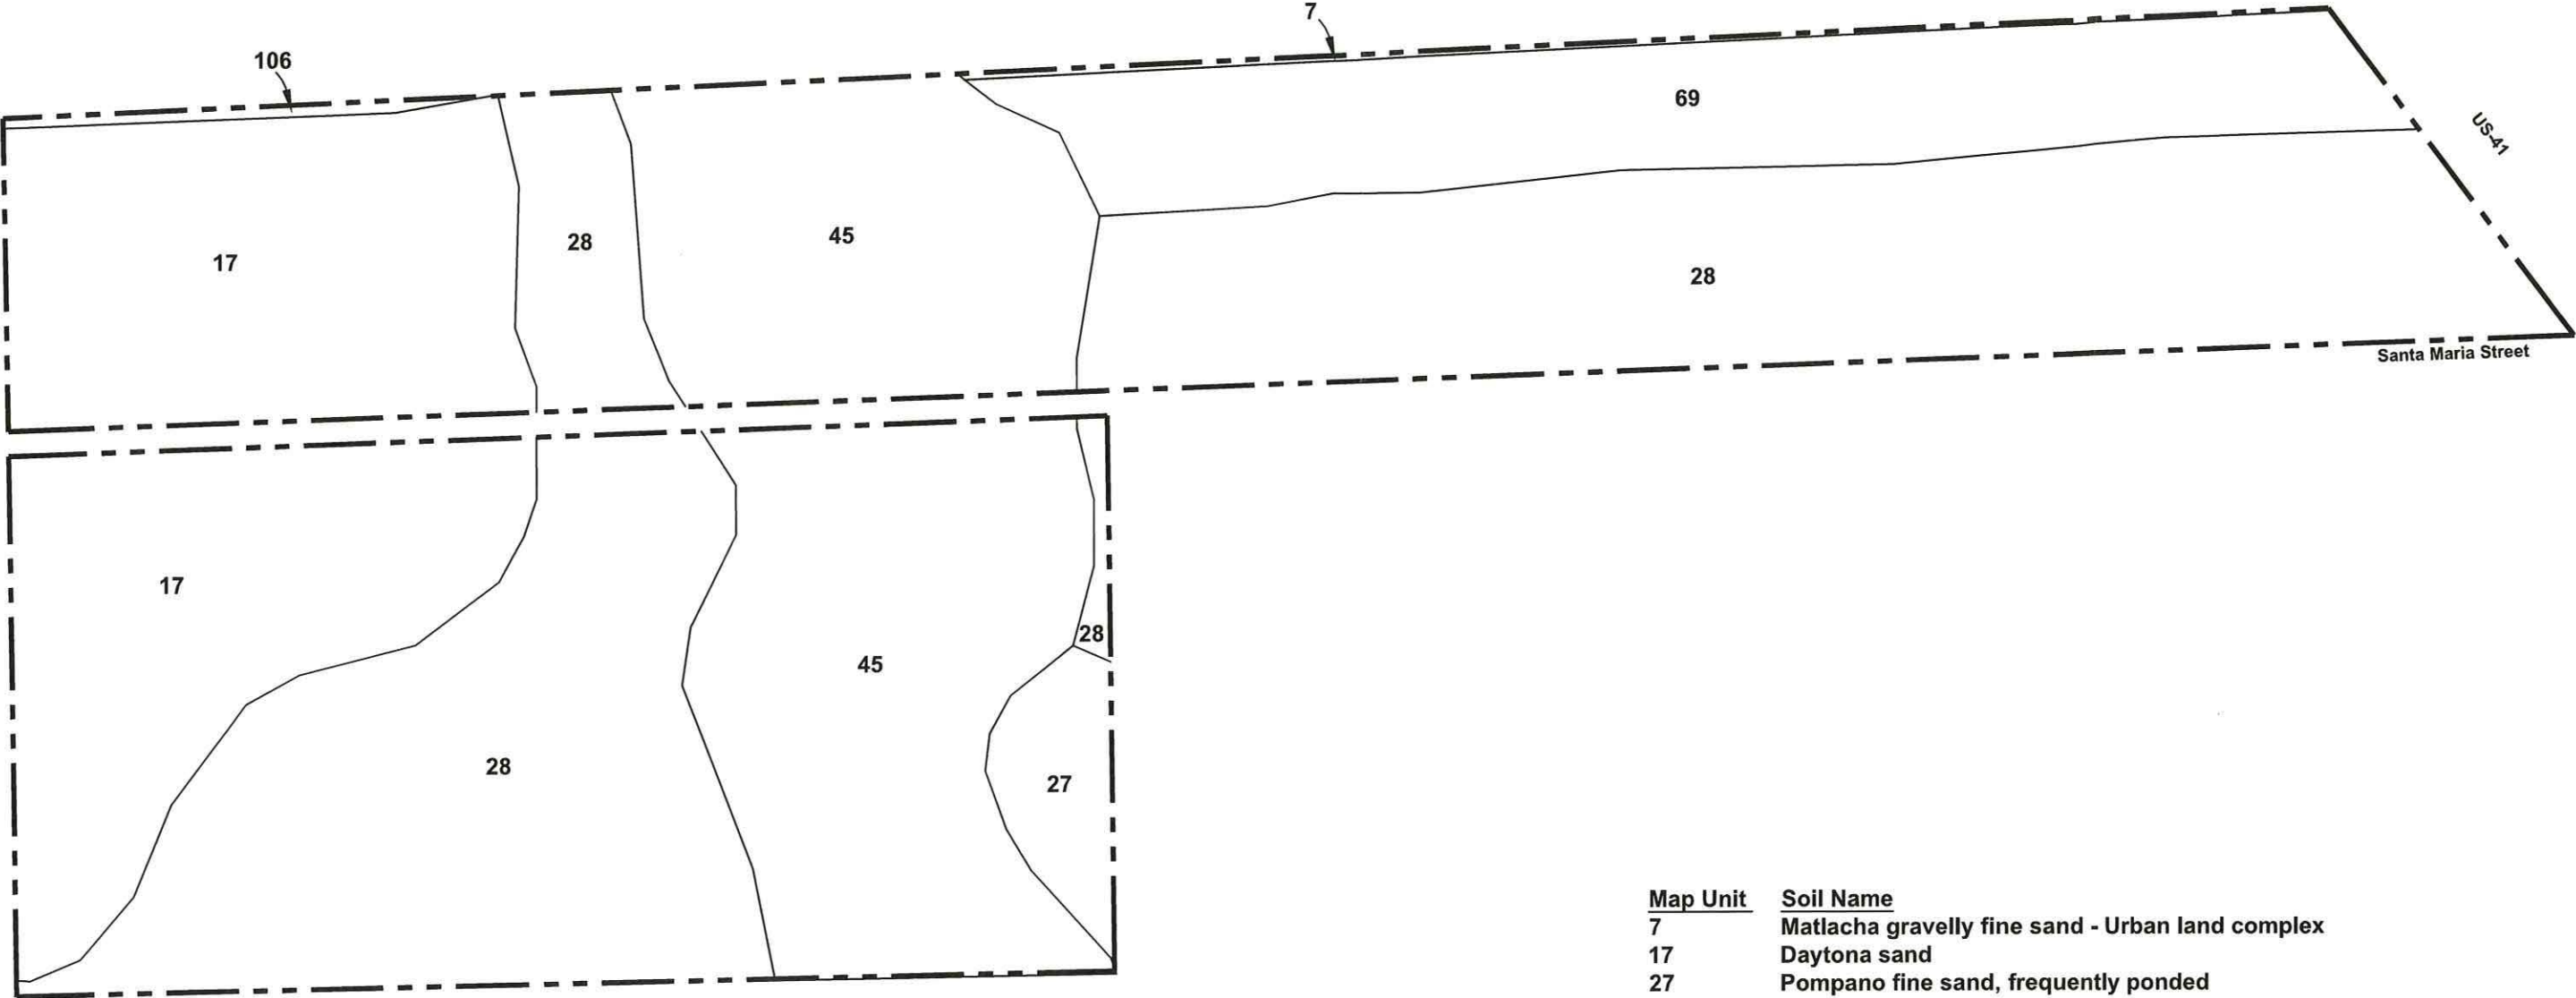 7
106
69
US-41
45
28
17
28
Santa Maria Street
17
28
45
28
27
Map Unit Soil Name
7 Matlacha gravelly fine sand - Urban land complex
17 Daytona sand
27 Pompano fine sand, frequently ponded